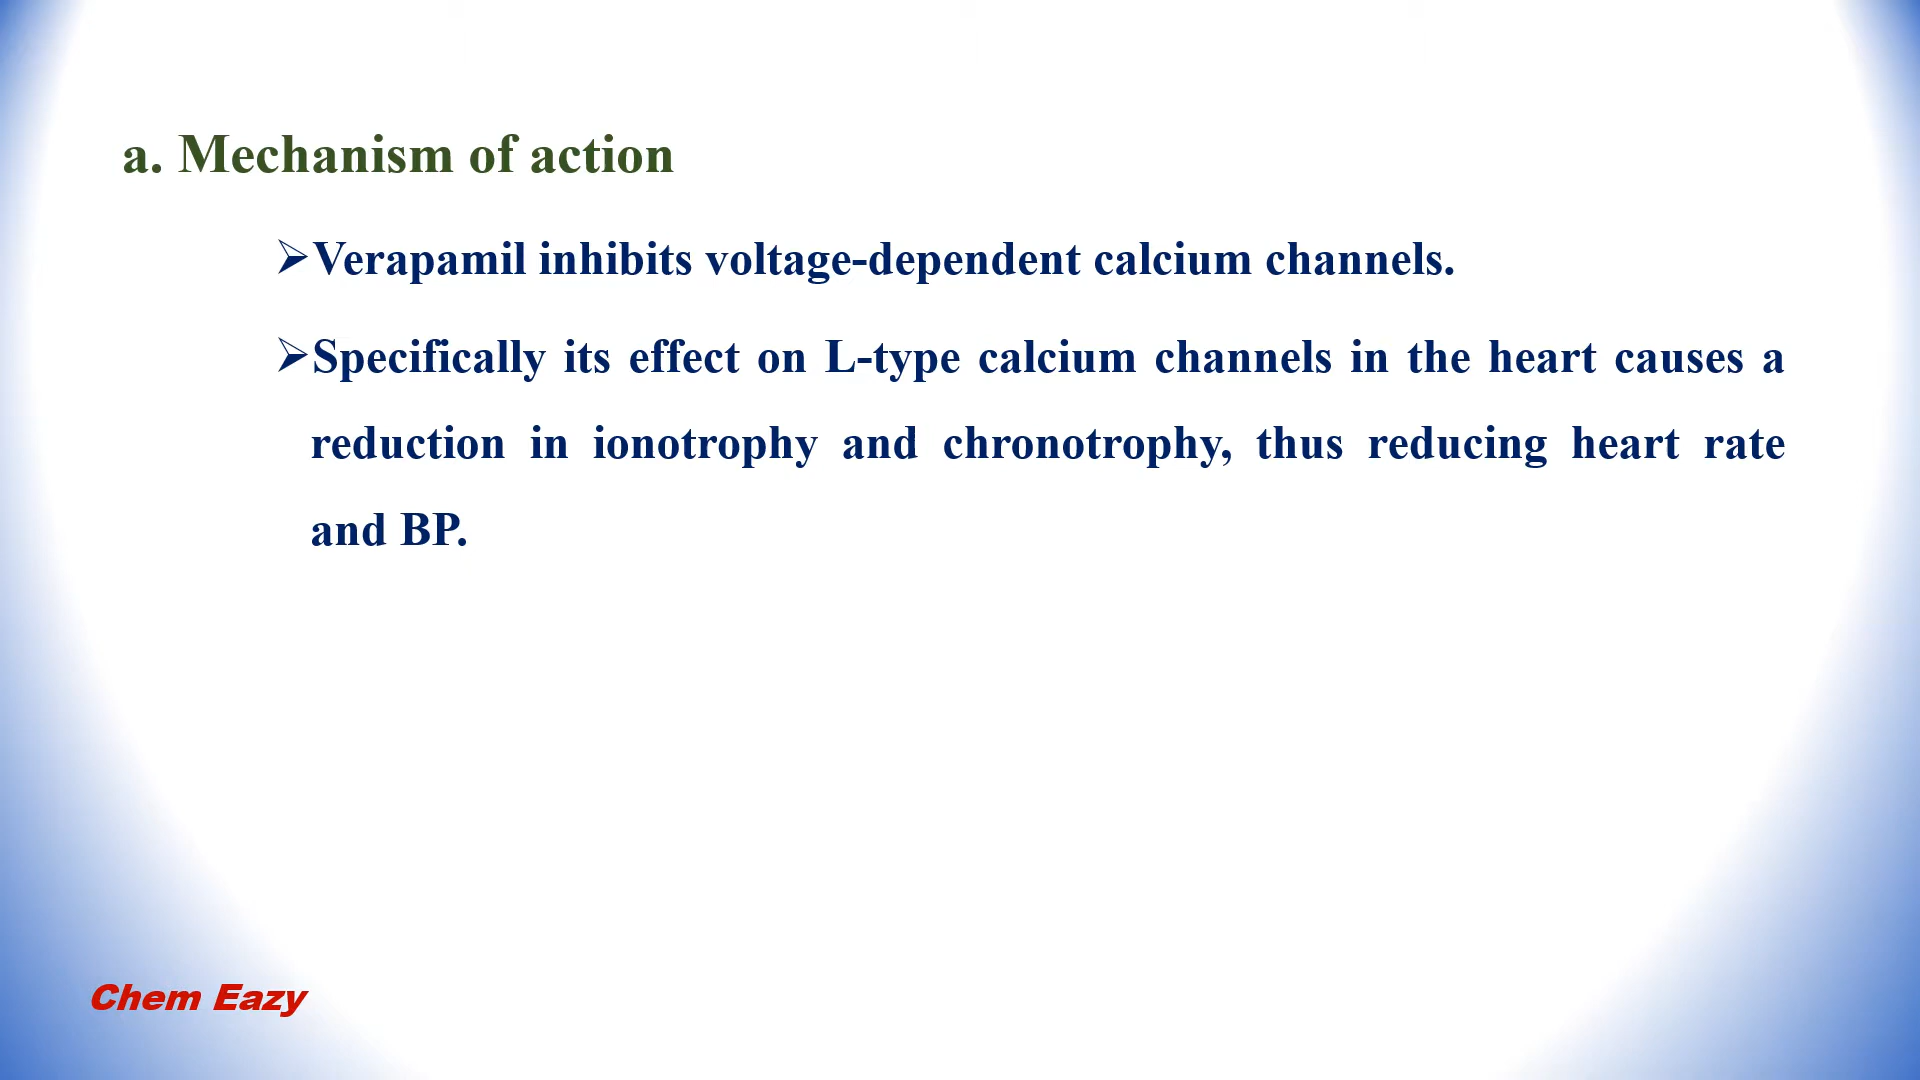 a. Mechanism of action
➢Verapamil inhibits voltage-dependent calcium channels.
➢Specifically its effect on L-type calcium channels in the heart causes a
reduction in ionotrophy and chronotrophy, thus reducing heart rate
and BP.
Chem Eazy